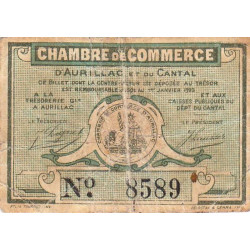 CHAMBRE DE COMMERCE
D'AURILLAC ET DU CANTAL
CE BILLET DONT LA CONTRE-VALEUR EST DÉPOSÉE AU TRÉSOR
EST REMBOURSABLE JUSQU'AU 1er JANVIER
A LA TRÉSORERIE Gle A AURILLAC
ET AUX CAISSES PUBLIQUES DU DÉPt DU CANTAL
LE PRÉSIDENT
LE TRÉSORIER
No. 8589